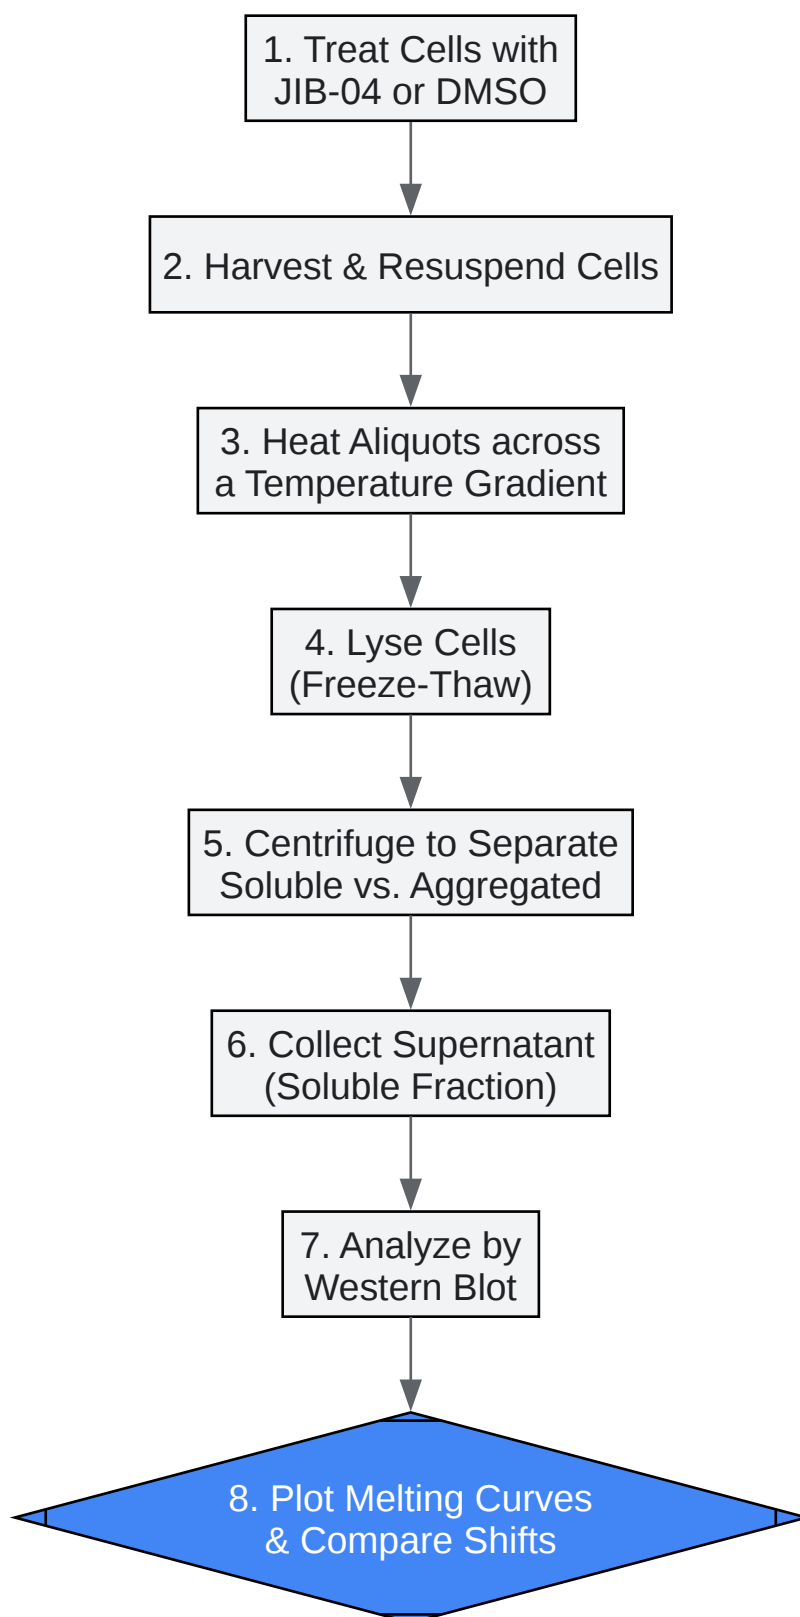 1. Treat Cells with
JIB-04 or DMSO
2. Harvest & Resuspend Cells
3. Heat Aliquots across
a Temperature Gradient
4. Lyse Cells
(Freeze-Thaw)
5. Centrifuge to Separate
Soluble vs. Aggregated
6. Collect Supernatant
(Soluble Fraction)
7. Analyze by
Western Blot
8. Plot Melting Curves
& Compare Shifts